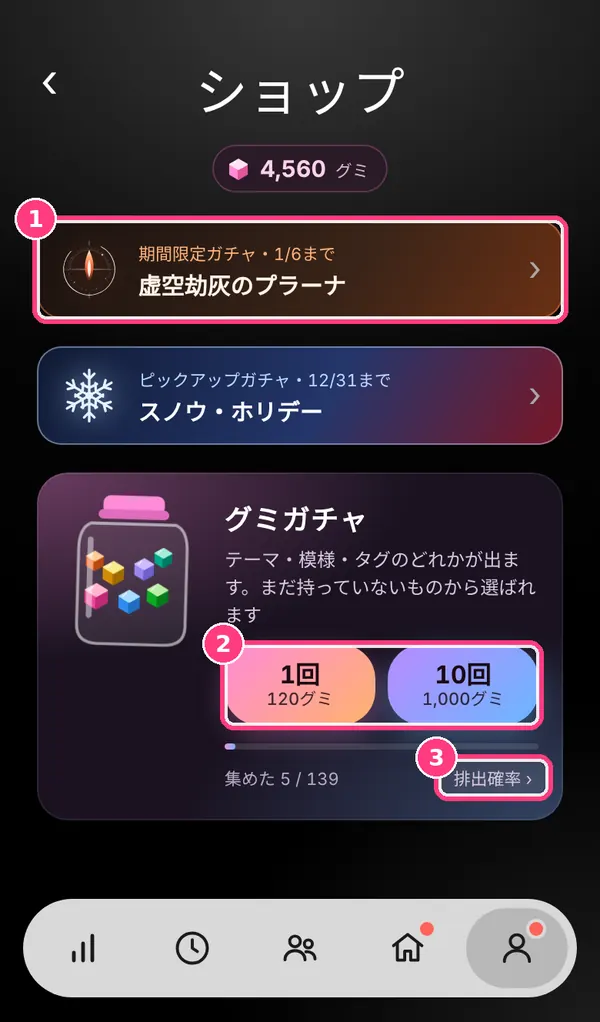 ショップ
4,560 グミ
1
期間限定ガチャ・1/6まで
虚空劫灰のプラーナ
ピックアップガチャ・12/31まで
スノウ・ホリデー
グミガチャ
テーマ・模様・タグのどれかが出ま
す。まだ持っていないものから選ばれ
ます
2
1回
120グミ
10回
1,000グミ
3
集めた 5 / 139
排出確率 ›